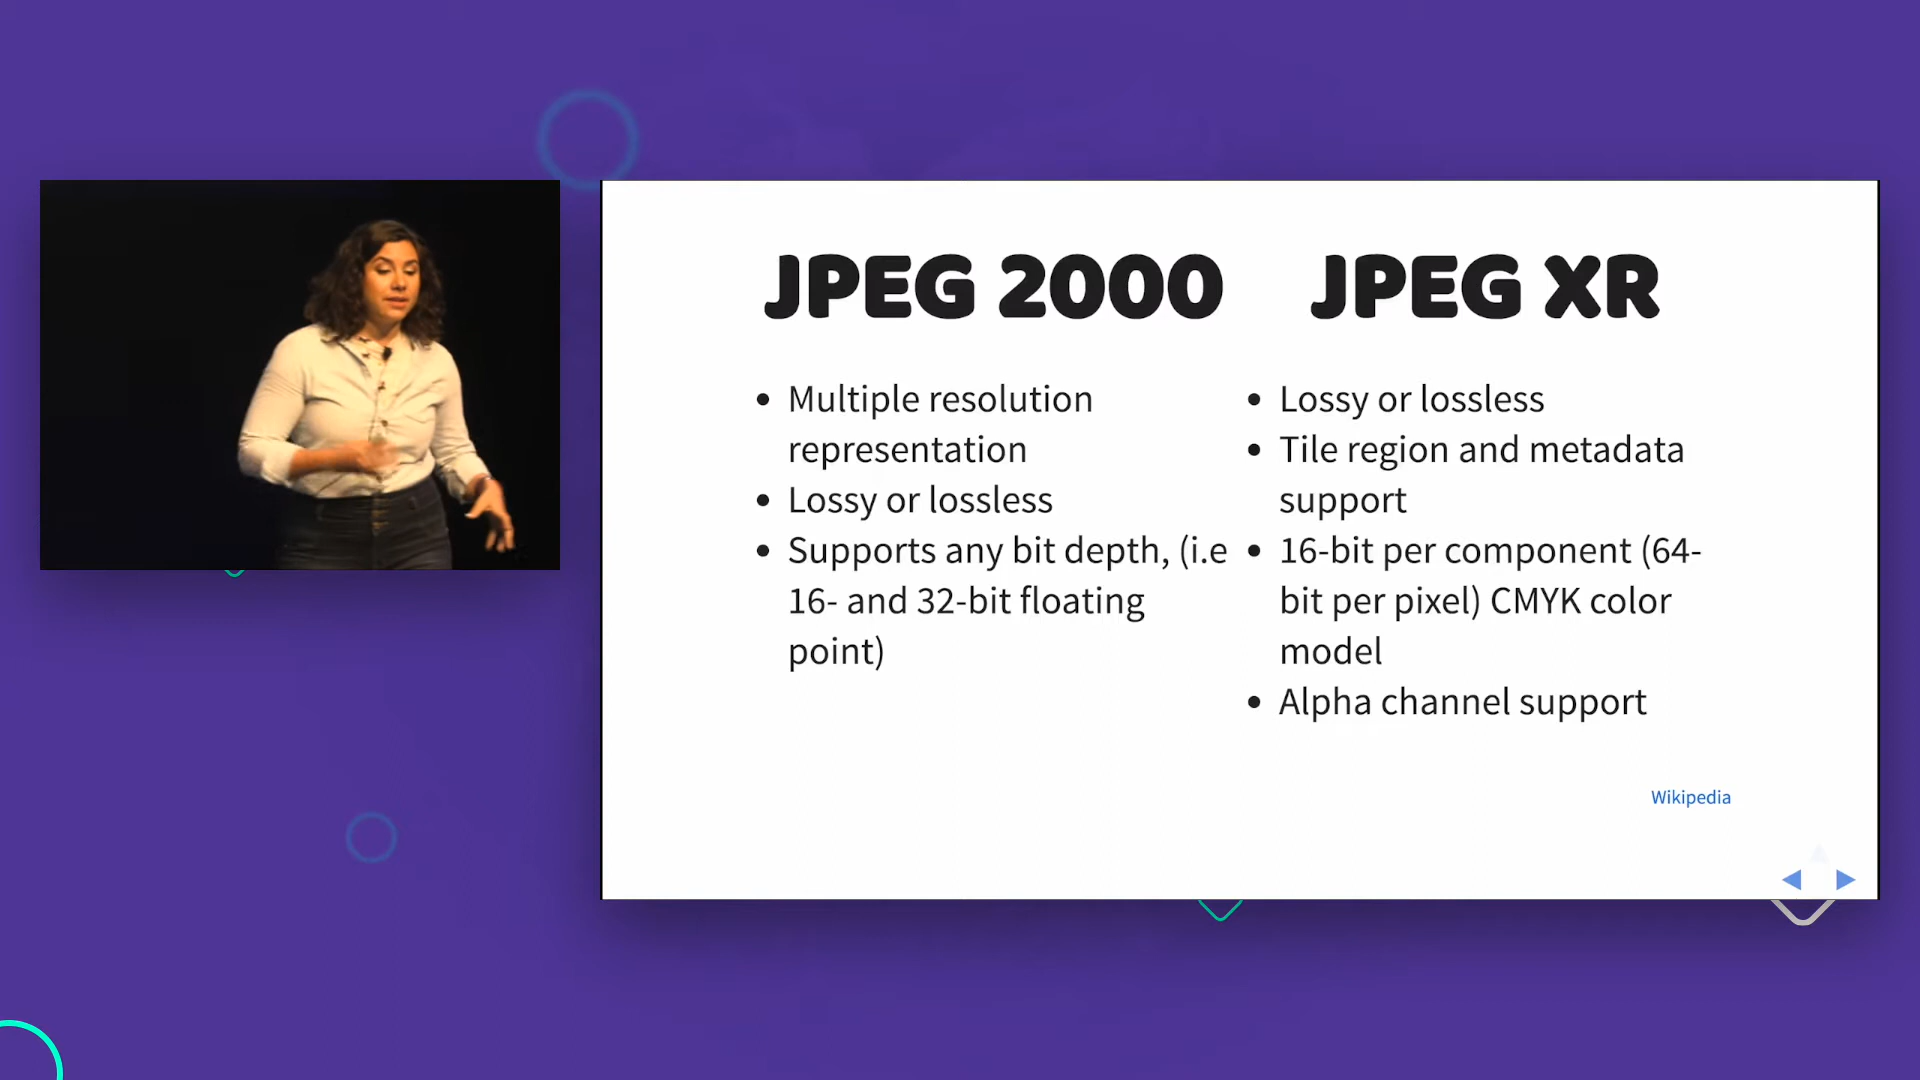 JPEG 2000
• Multiple resolution
representation
• Lossy or lossless
• Supports any bit depth, (i.e
16- and 32-bit floating
point)
JPEG XR
• Lossy or lossless
• Tile region and metadata
support
• 16-bit per component (64-
bit per pixel) CMYK color
model
• Alpha channel support
Wikipedia